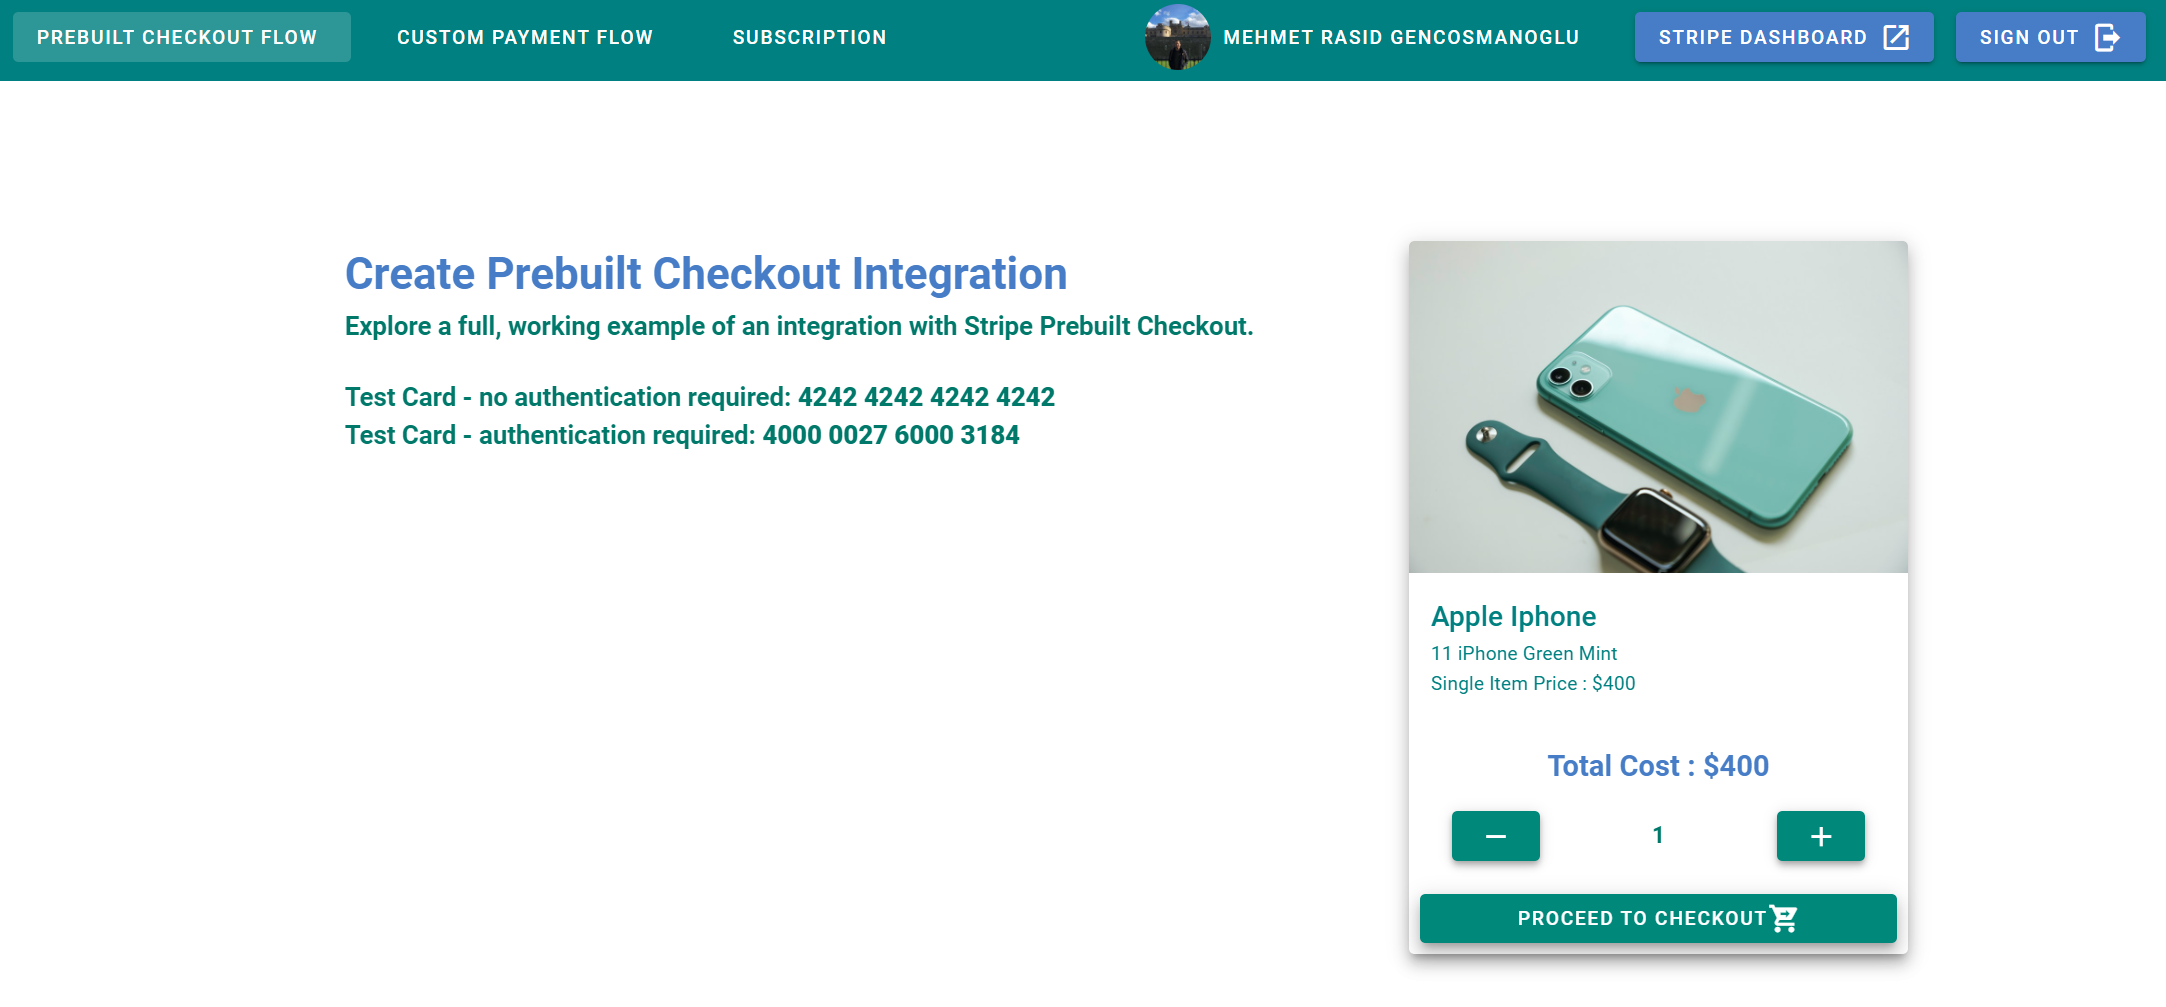 PREBUILT CHECKOUT FLOW
CUSTOM PAYMENT FLOW
SUBSCRIPTION
MEHMET RASID GENCOSMANOGLU
STRIPE DASHBOARD
SIGN OUT
Create Prebuilt Checkout Integration
Explore a full, working example of an integration with Stripe Prebuilt Checkout.
Test Card - no authentication required: 4242 4242 4242 4242
Test Card - authentication required: 4000 0027 6000 3184
Apple Iphone
11 iPhone Green Mint
Single Item Price : $400
Total Cost : $400
1
PROCEED TO CHECKOUT